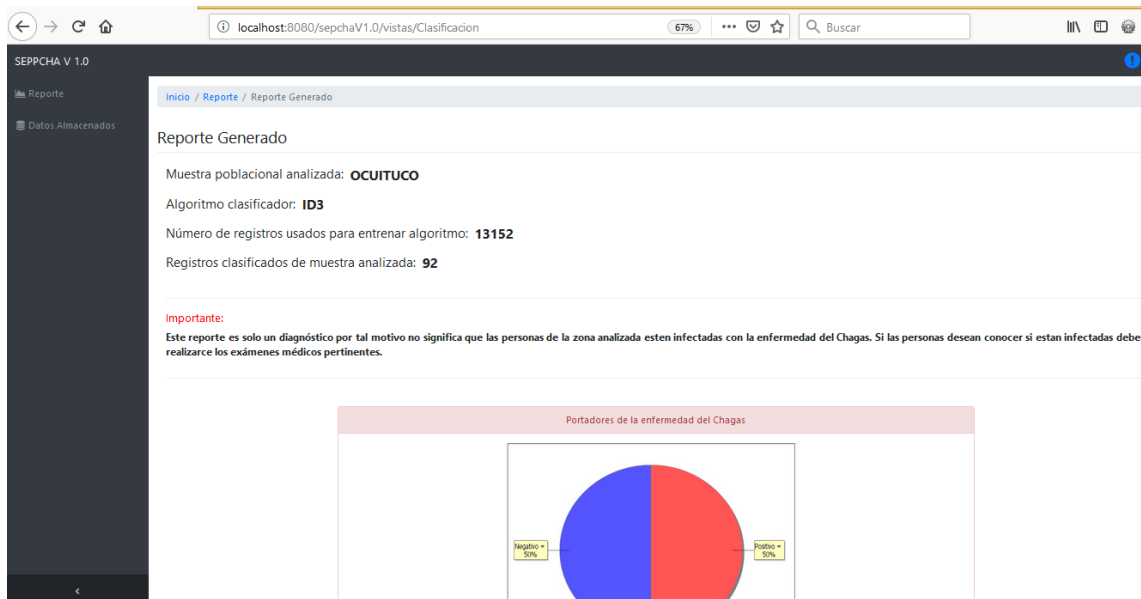 localhost:8080/sepchaV1.0/vistas/Clasificacion
67%
Buscar
SEPPCHA V 1.0
Reporte
Datos Almacenados
Inicio / Reporte / Reporte Generado
Reporte Generado
Muestra poblacional analizada: OCUITUCO
Algoritmo clasificador: ID3
Número de registros usados para entrenar algoritmo: 13152
Registros clasificados de muestra analizada: 92
Importante:
Este reporte es solo un diagnóstico por tal motivo no significa que las personas de la zona analizada esten infectadas con la enfermedad del Chagas. Si las personas desean conocer si estan infectadas debe
realizarce los exámenes médicos pertinentes.
Portadores de la enfermedad del Chagas
Negativo =
50%
Positivo =
50%